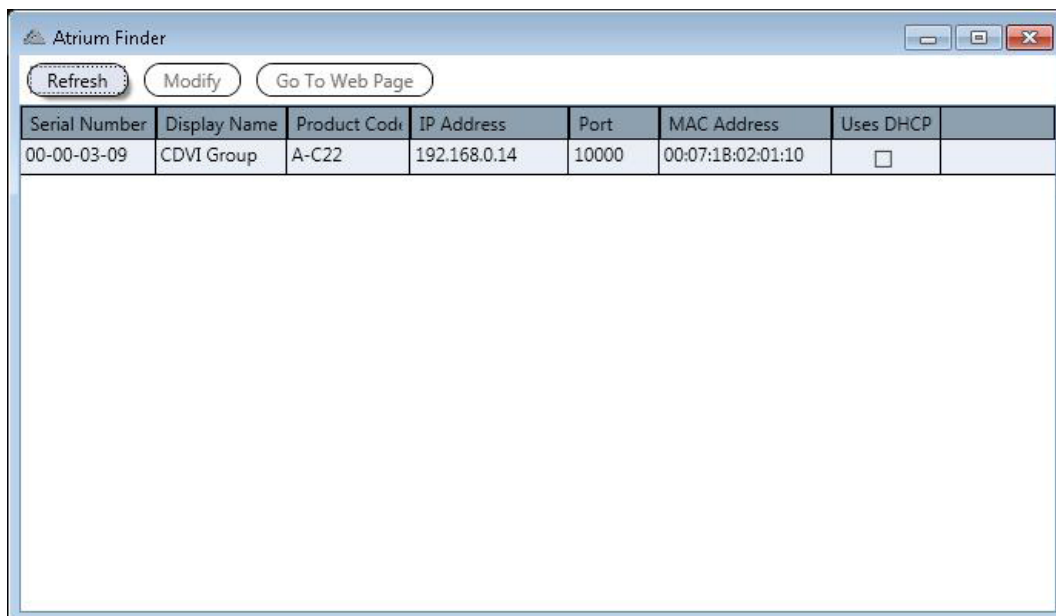 Atrium Finder
Refresh Modify Go To Web Page
Serial Number Display Name Product Code IP Address Port MAC Address Uses DHCP
00-00-03-09 CDVI Group A-C22 192.168.0.14 10000 00:07:1B:02:01:10